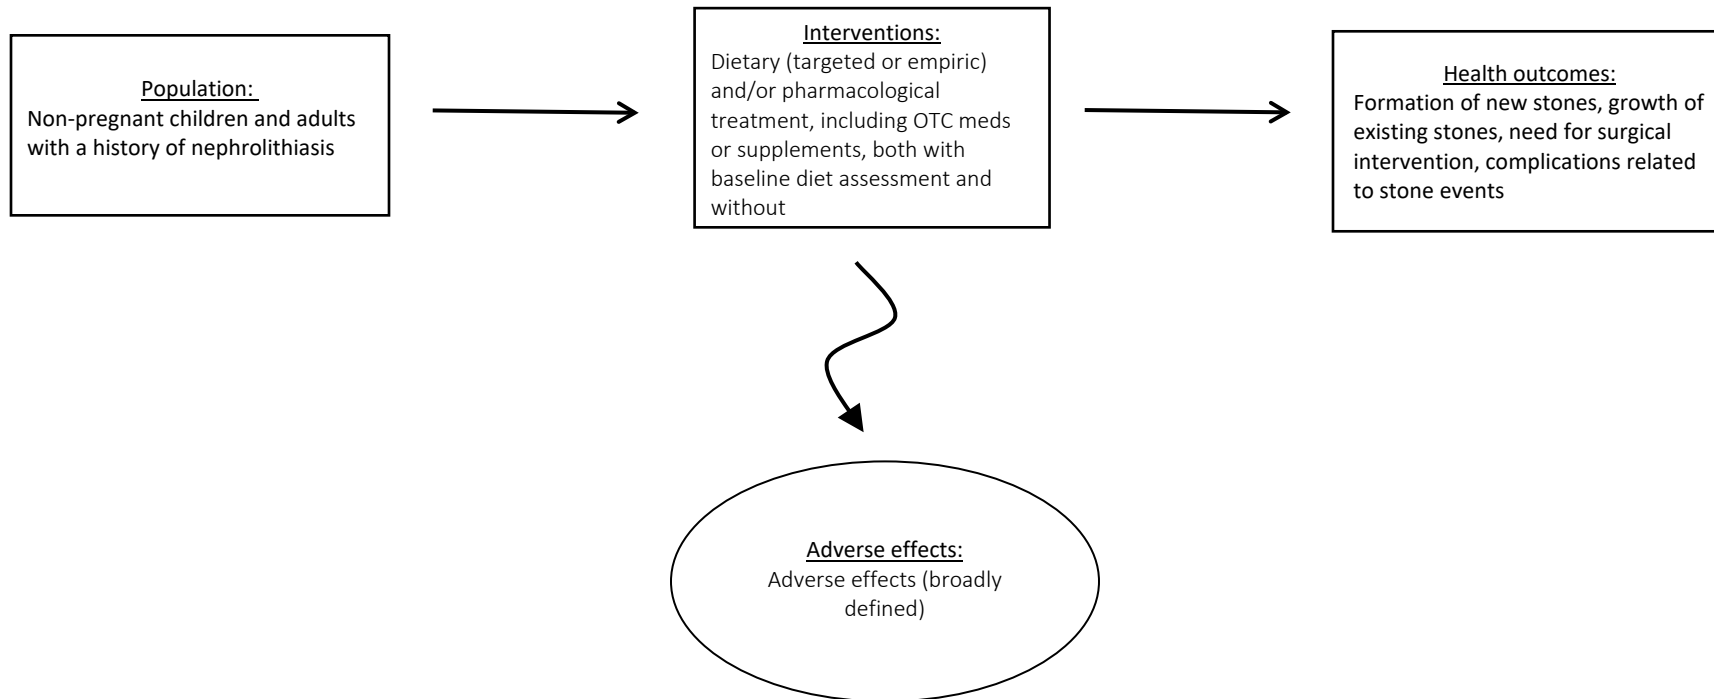 Population:
Non-pregnant children and adults
with a history of nephrolithiasis
Interventions:
Dietary (targeted or empiric)
and/or pharmacological
treatment, including OTC meds
or supplements, both with
baseline diet assessment and
without
Health outcomes:
Formation of new stones, growth of
existing stones, need for surgical
intervention, complications related
to stone events
Adverse effects:
Adverse effects (broadly
defined)